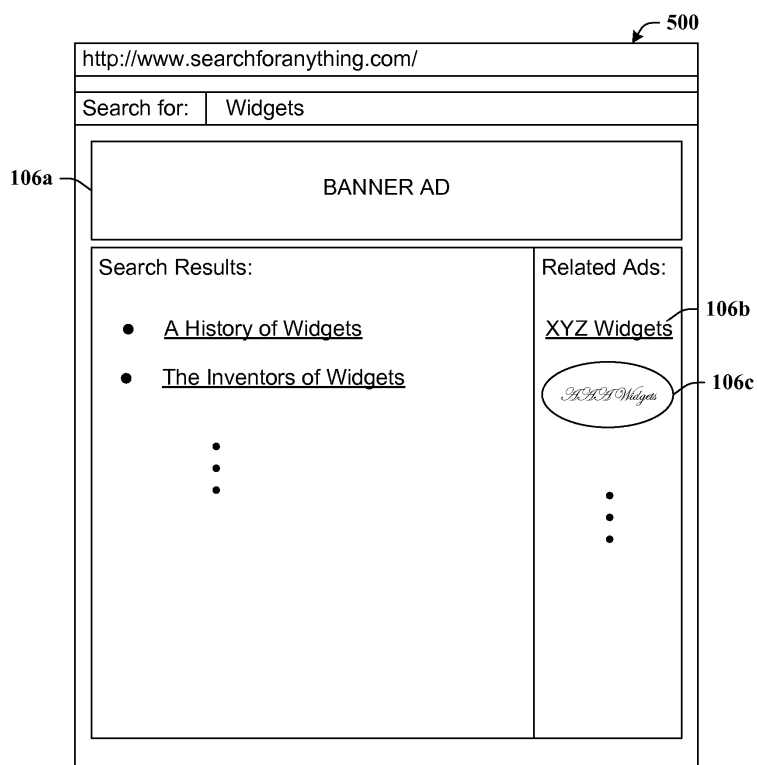 500
http://www.searchforanything.com/
Search for: Widgets
106a
BANNER AD
Search Results:
Related Ads:
A History of Widgets
The Inventors of Widgets
XYZ Widgets
106b
AAA Widgets
106c